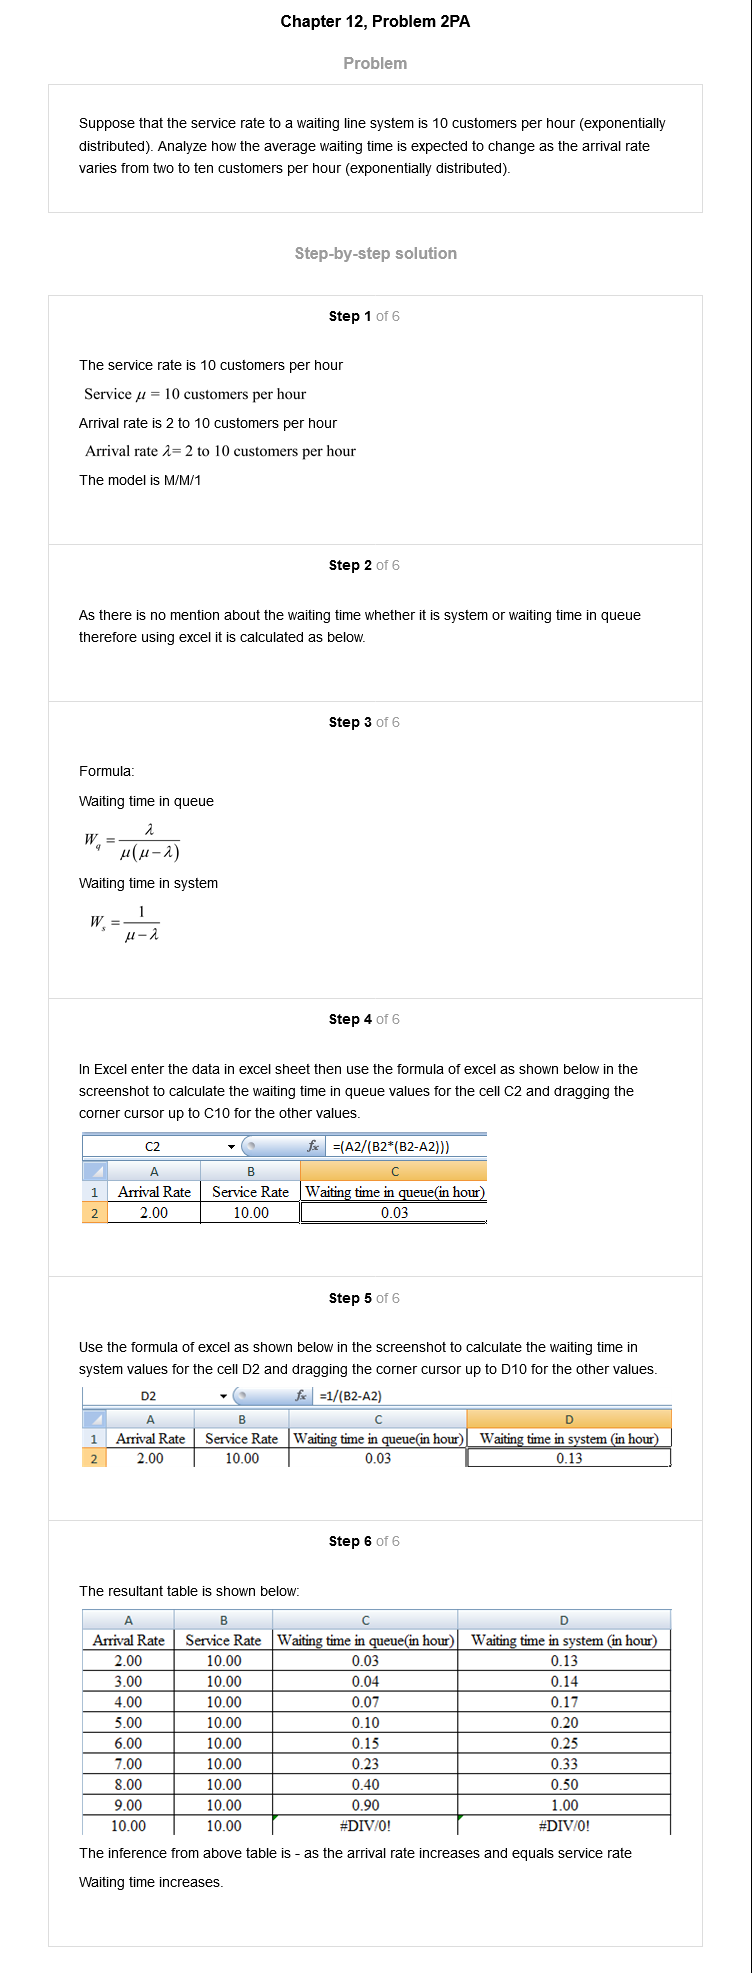 Chapter 12, Problem 2PA
Problem
Suppose that the service rate to a waiting line system is 10 customers per hour (exponentially
distributed). Analyze how the average waiting time is expected to change as the arrival rate
varies from two to ten customers per hour (exponentially distributed).
Step-by-step solution
Step 1 of 6
The service rate is 10 customers per hour
Service μ = 10 customers per hour
Arrival rate is 2 to 10 customers per hour
Arrival rate λ= 2 to 10 customers per hour
The model is M/M/1
Step 2 of 6
As there is no mention about the waiting time whether it is system or waiting time in queue
therefore using excel it is calculated as below.
Step 3 of 6
Formula:
Waiting time in queue
W_q = λ / μ(μ−λ)
Waiting time in system
W_s = 1 / μ−λ
Step 4 of 6
In Excel enter the data in excel sheet then use the formula of excel as shown below in the
screenshot to calculate the waiting time in queue values for the cell C2 and dragging the
corner cursor up to C10 for the other values.
C2 fx =(A2/(B2*(B2-A2)))
A B C
1 Arrival Rate Service Rate Waiting time in queue(in hour)
2 2.00 10.00 0.03
Step 5 of 6
Use the formula of excel as shown below in the screenshot to calculate the waiting time in
system values for the cell D2 and dragging the corner cursor up to D10 for the other values.
D2 fx =1/(B2-A2)
A B C D
1 Arrival Rate Service Rate Waiting time in queue(in hour) Waiting time in system (in hour)
2 2.00 10.00 0.03 0.13
Step 6 of 6
The resultant table is shown below:
A B C D
Arrival Rate Service Rate Waiting time in queue(in hour) Waiting time in system (in hour)
2.00 10.00 0.03 0.13
3.00 10.00 0.04 0.14
4.00 10.00 0.07 0.17
5.00 10.00 0.10 0.20
6.00 10.00 0.15 0.25
7.00 10.00 0.23 0.33
8.00 10.00 0.40 0.50
9.00 10.00 0.90 1.00
10.00 10.00 #DIV/0! #DIV/0!
The inference from above table is - as the arrival rate increases and equals service rate
Waiting time increases.